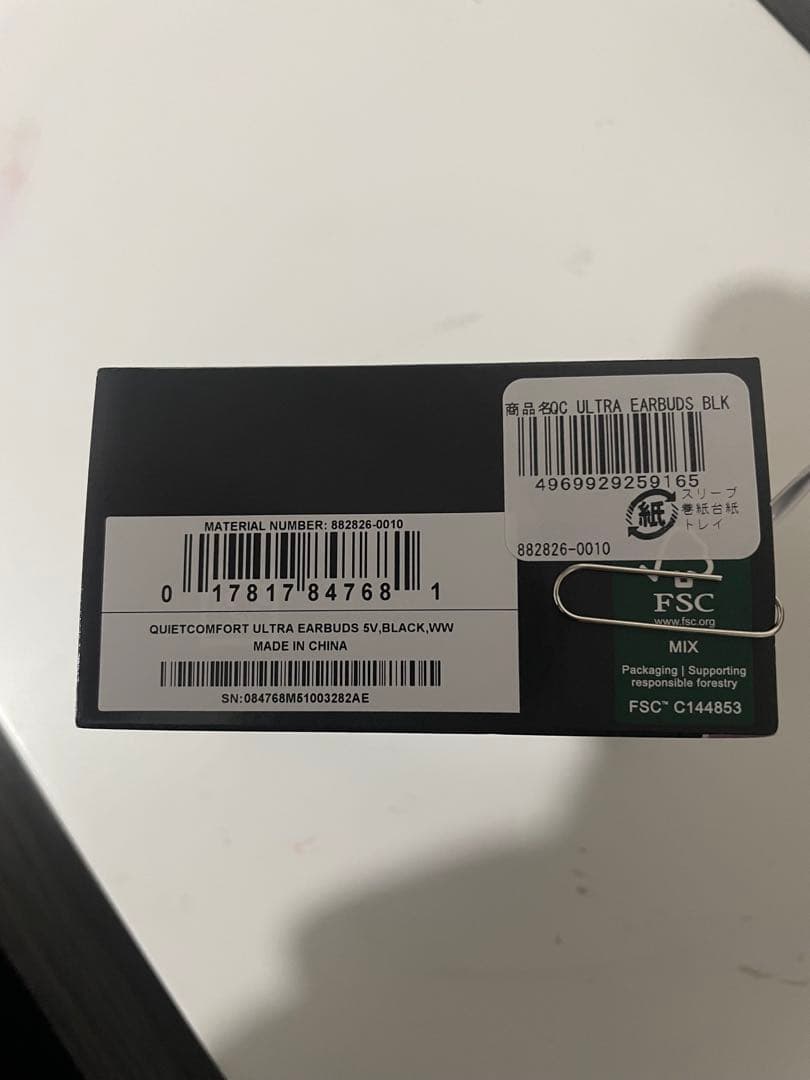 商品名QC ULTRA EARBUDS BLK
4969929259165
紙
スリーブ
巻紙台紙
トレイ
882826-0010
MATERIAL NUMBER: 882826-0010
0 17817 84768 1
QUIETCOMFORT ULTRA EARBUDS 5V,BLACK,WW
MADE IN CHINA
SN:084768M51003282AE
FSC
www.fsc.org
MIX
Packaging | Supporting
responsible forestry
FSC™ C144853